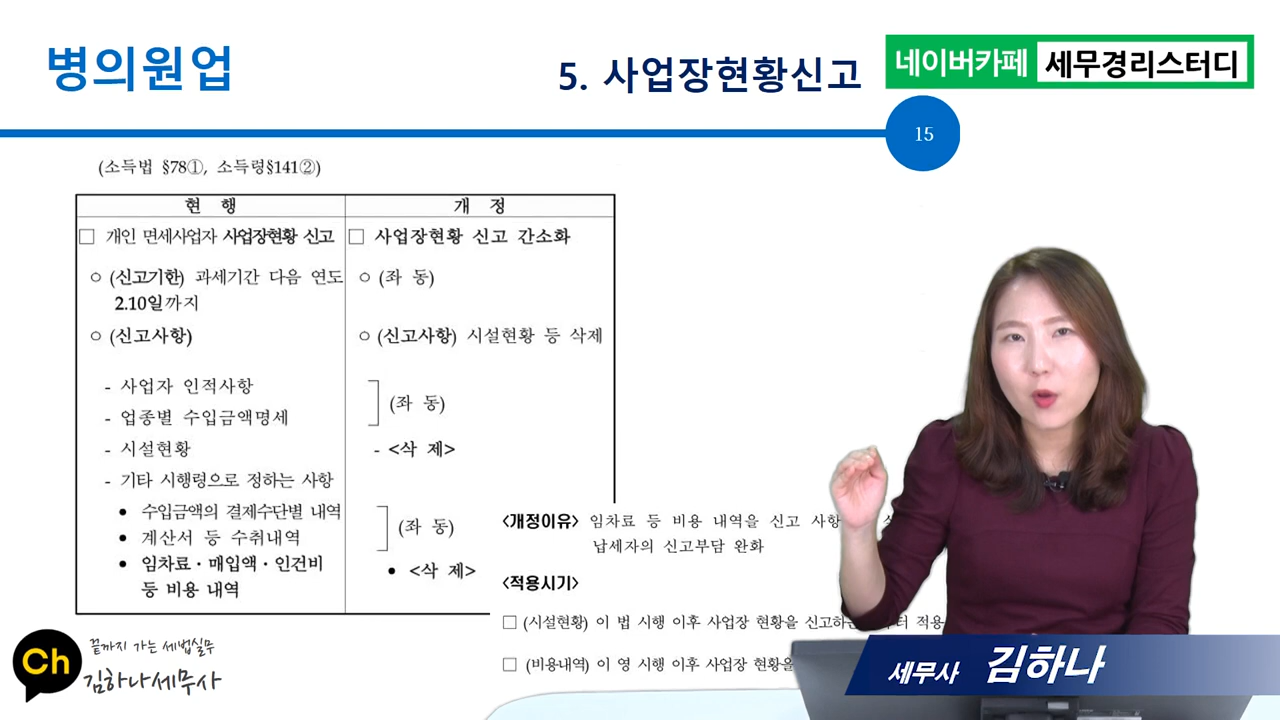 병의원업
5. 사업장현황신고
네이버카페 세무경리스터디
15
(소득법 §78①, 소득령§141②)
현 행
개 정
□ 개인 면세사업자 사업장현황 신고
□ 사업장현황 신고 간소화
○ (신고기한) 과세기간 다음 연도
2.10일까지
○ (좌 동)
○ (신고사항)
○ (신고사항) 시설현황 등 삭제
- 사업자 인적사항
- 업종별 수입금액명세
(좌 동)
- 시설현황
- <삭 제>
- 기타 시행령으로 정하는 사항
• 수입금액의 결제수단별 내역
• 계산서 등 수취내역
(좌 동)
• 임차료·매입액·인건비
등 비용 내역
• <삭 제>
<개정이유> 임차료 등 비용 내역을 신고 사항
납세자의 신고부담 완화
<적용시기>
□ (시설현황) 이 법 시행 이후 사업장 현황을 신고하는 적용
□ (비용내역) 이 영 시행 이후 사업장 현황을
Ch
끝까지 가는 세법실무
김하나세무사
세무사 김하나